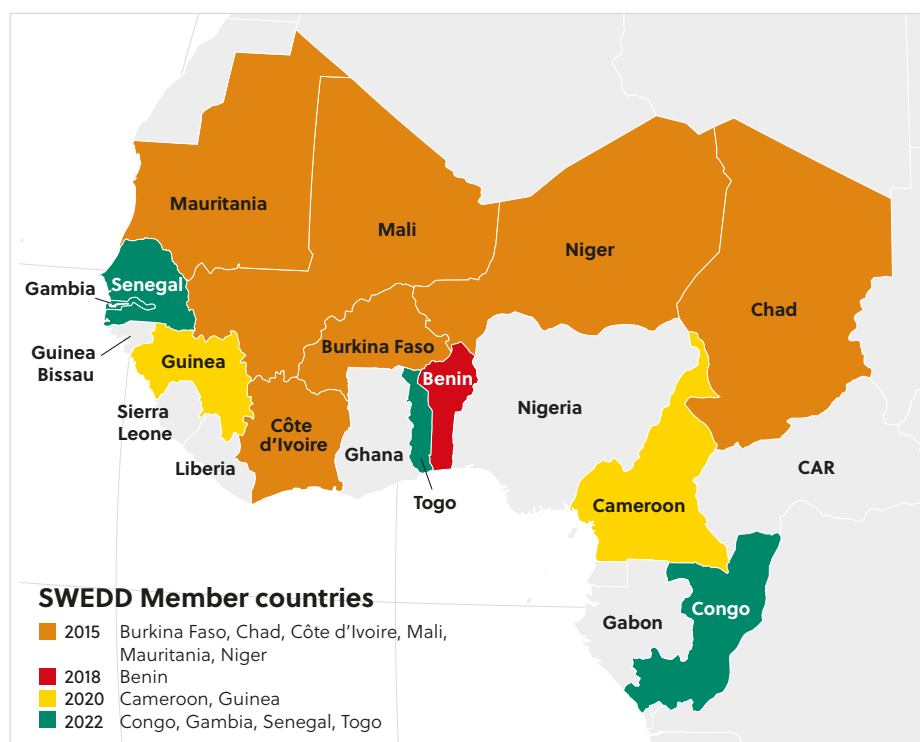 Mauritania
Mali
Niger
Chad
Senegal
Gambia
Guinea
Bissau
Guinea
Burkina Faso
Benin
Nigeria
Sierra
Leone
Liberia
Côte
d'Ivoire
Ghana
Togo
CAR
Cameroon
Gabon
Congo
SWEDD Member countries
2015 Burkina Faso, Chad, Côte d'Ivoire, Mali,
Mauritania, Niger
2018 Benin
2020 Cameroon, Guinea
2022 Congo, Gambia, Senegal, Togo